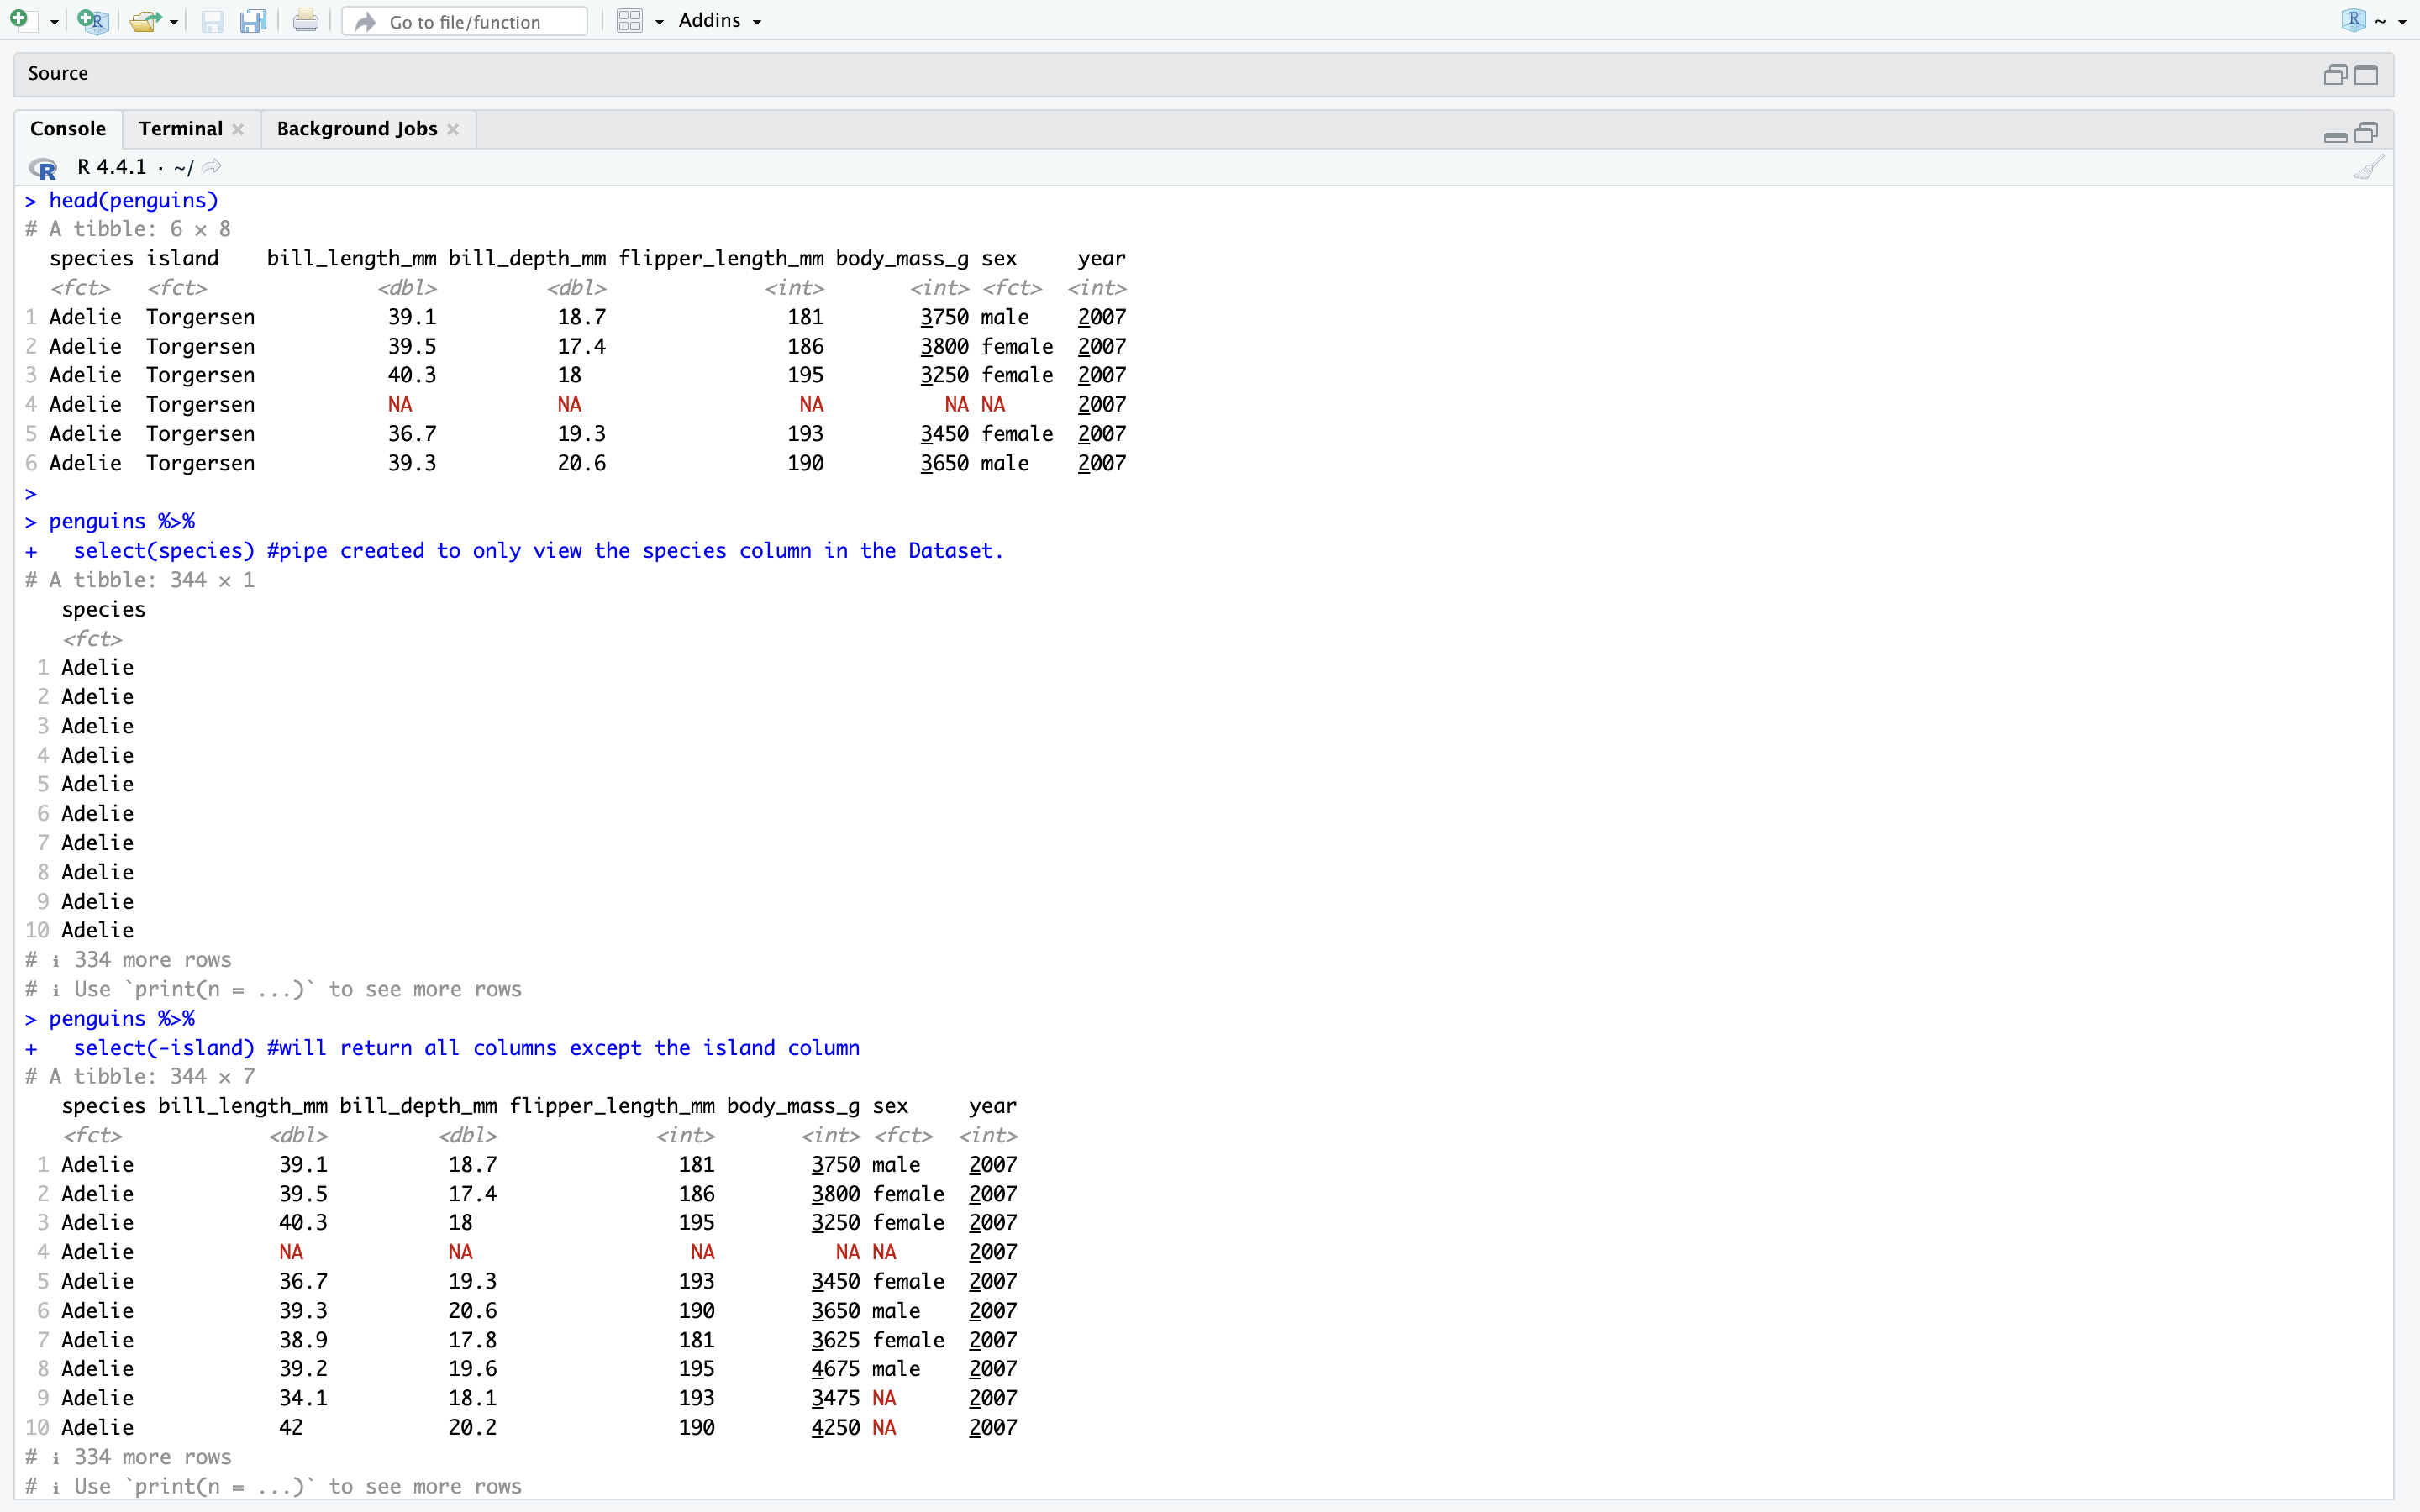 Go to file/function
Addins
R ~
Source
Console Terminal × Background Jobs ×
R R 4.4.1 · ~/
> head(penguins)
# A tibble: 6 × 8
  species island    bill_length_mm bill_depth_mm flipper_length_mm body_mass_g sex     year
  <fct>   <fct>              <dbl>         <dbl>             <int>       <int> <fct>  <int>
1 Adelie  Torgersen           39.1          18.7               181        3750 male    2007
2 Adelie  Torgersen           39.5          17.4               186        3800 female  2007
3 Adelie  Torgersen           40.3          18                 195        3250 female  2007
4 Adelie  Torgersen           NA            NA                  NA          NA NA      2007
5 Adelie  Torgersen           36.7          19.3               193        3450 female  2007
6 Adelie  Torgersen           39.3          20.6               190        3650 male    2007
>
> penguins %>%
+   select(species) #pipe created to only view the species column in the Dataset.
# A tibble: 344 × 1
   species
   <fct>
 1 Adelie
 2 Adelie
 3 Adelie
 4 Adelie
 5 Adelie
 6 Adelie
 7 Adelie
 8 Adelie
 9 Adelie
10 Adelie
# ℹ 334 more rows
# ℹ Use `print(n = ...)` to see more rows
> penguins %>%
+   select(-island) #will return all columns except the island column
# A tibble: 344 × 7
   species bill_length_mm bill_depth_mm flipper_length_mm body_mass_g sex     year
   <fct>            <dbl>         <dbl>             <int>       <int> <fct>  <int>
 1 Adelie            39.1          18.7               181        3750 male    2007
 2 Adelie            39.5          17.4               186        3800 female  2007
 3 Adelie            40.3          18                 195        3250 female  2007
 4 Adelie            NA            NA                  NA          NA NA      2007
 5 Adelie            36.7          19.3               193        3450 female  2007
 6 Adelie            39.3          20.6               190        3650 male    2007
 7 Adelie            38.9          17.8               181        3625 female  2007
 8 Adelie            39.2          19.6               195        4675 male    2007
 9 Adelie            34.1          18.1               193        3475 NA      2007
10 Adelie            42            20.2               190        4250 NA      2007
# ℹ 334 more rows
# ℹ Use `print(n = ...)` to see more rows